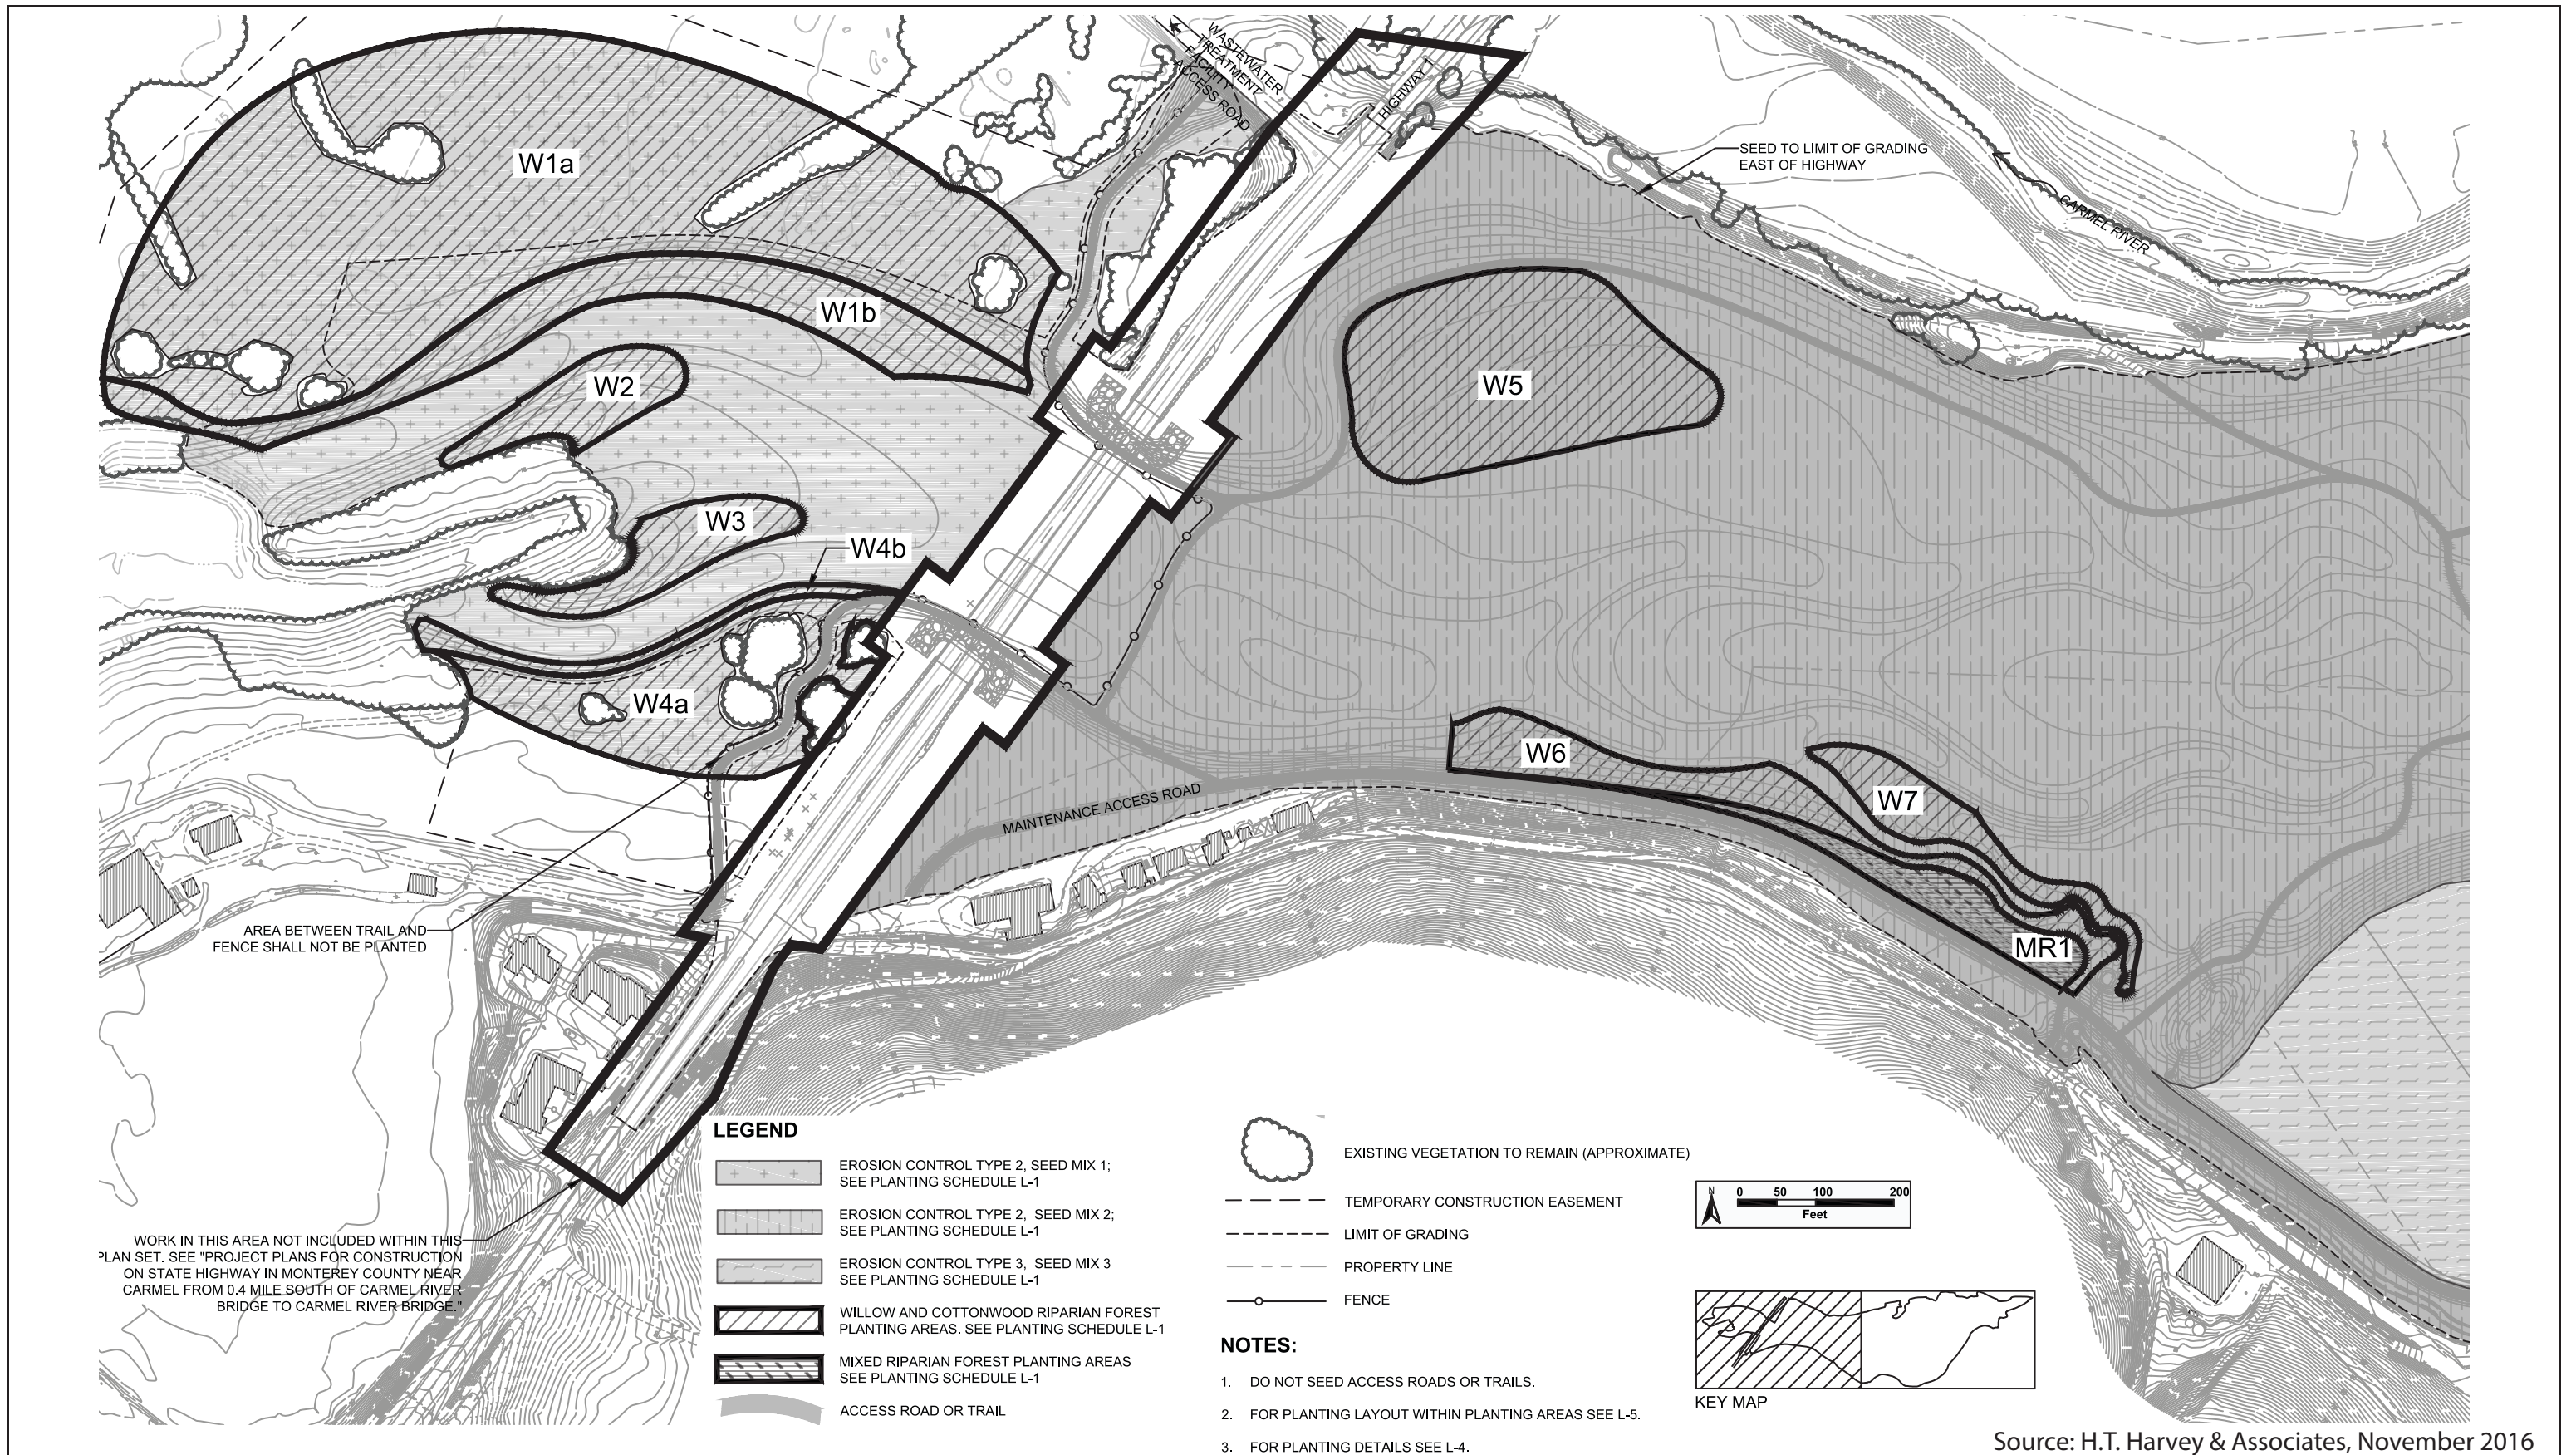 WASTEWATER
TREATMENT
FACILITY
ACCESS ROAD
HIGHWAY 1
SEED TO LIMIT OF GRADING
EAST OF HIGHWAY
CARMEL RIVER
15
W1a
W1b
W2
W5
W3
W4b
W4a
W6
W7
MR1
MAINTENANCE ACCESS ROAD
AREA BETWEEN TRAIL AND
FENCE SHALL NOT BE PLANTED
WORK IN THIS AREA NOT INCLUDED WITHIN THIS
PLAN SET. SEE "PROJECT PLANS FOR CONSTRUCTION
ON STATE HIGHWAY IN MONTEREY COUNTY NEAR
CARMEL FROM 0.4 MILE SOUTH OF CARMEL RIVER
BRIDGE TO CARMEL RIVER BRIDGE."
LEGEND
EROSION CONTROL TYPE 2, SEED MIX 1;
SEE PLANTING SCHEDULE L-1
EROSION CONTROL TYPE 2, SEED MIX 2;
SEE PLANTING SCHEDULE L-1
EROSION CONTROL TYPE 3, SEED MIX 3
SEE PLANTING SCHEDULE L-1
WILLOW AND COTTONWOOD RIPARIAN FOREST
PLANTING AREAS. SEE PLANTING SCHEDULE L-1
MIXED RIPARIAN FOREST PLANTING AREAS
SEE PLANTING SCHEDULE L-1
ACCESS ROAD OR TRAIL
EXISTING VEGETATION TO REMAIN (APPROXIMATE)
TEMPORARY CONSTRUCTION EASEMENT
LIMIT OF GRADING
PROPERTY LINE
FENCE
NOTES:
1. DO NOT SEED ACCESS ROADS OR TRAILS.
2. FOR PLANTING LAYOUT WITHIN PLANTING AREAS SEE L-5.
3. FOR PLANTING DETAILS SEE L-4.
N
0 50 100 200
Feet
KEY MAP
Source: H.T. Harvey & Associates, November 2016